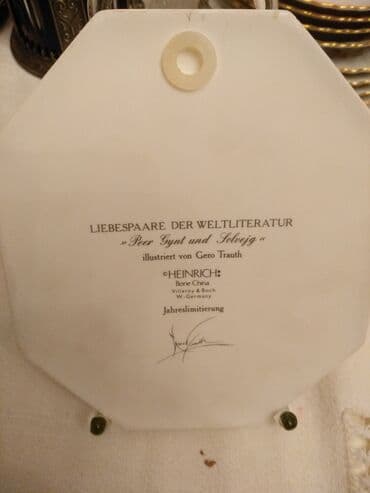 LIEBESPAARE DER WELTLITERATUR
»Peer Gynt und Solvejg«
illustriert von Gero Trauth
©HEINRICH:
Bone China
Villeroy & Boch
W.-Germany
Jahreslimitierung